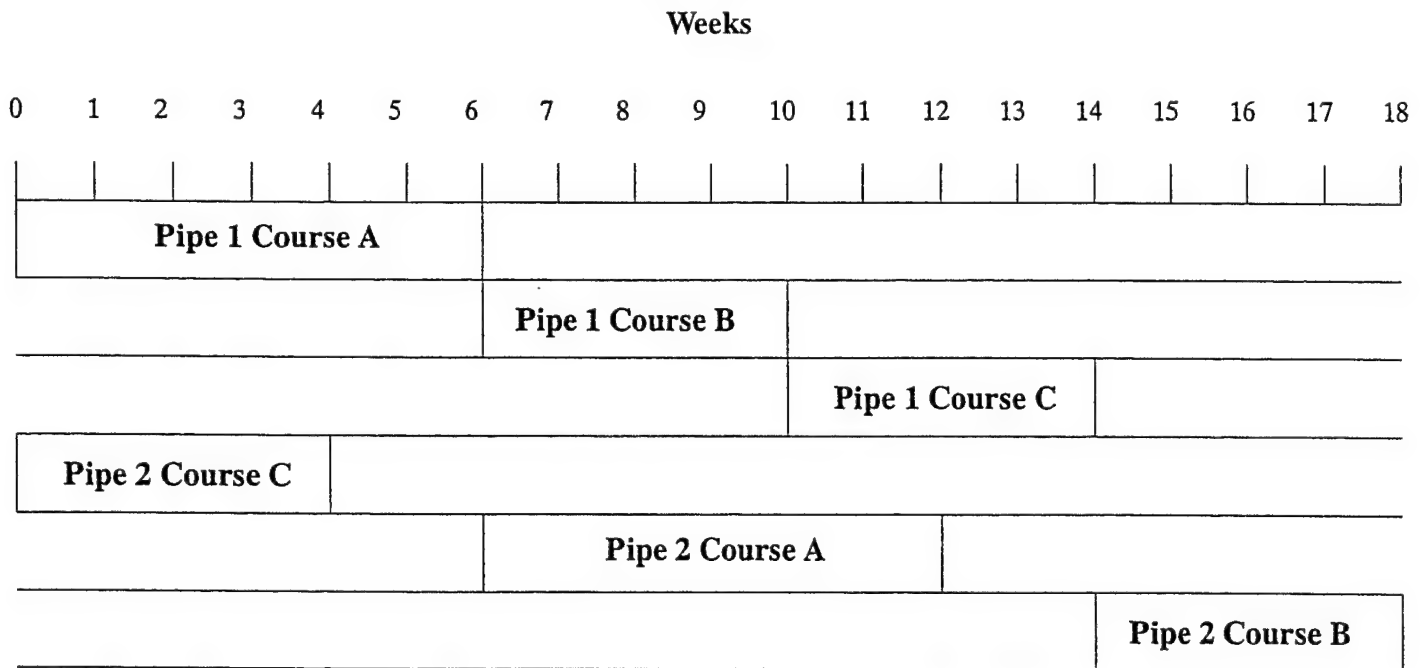 Weeks
0 1 2 3 4 5 6 7 8 9 10 11 12 13 14 15 16 17 18
Pipe 1 Course A
Pipe 1 Course B
Pipe 1 Course C
Pipe 2 Course C
Pipe 2 Course A
Pipe 2 Course B